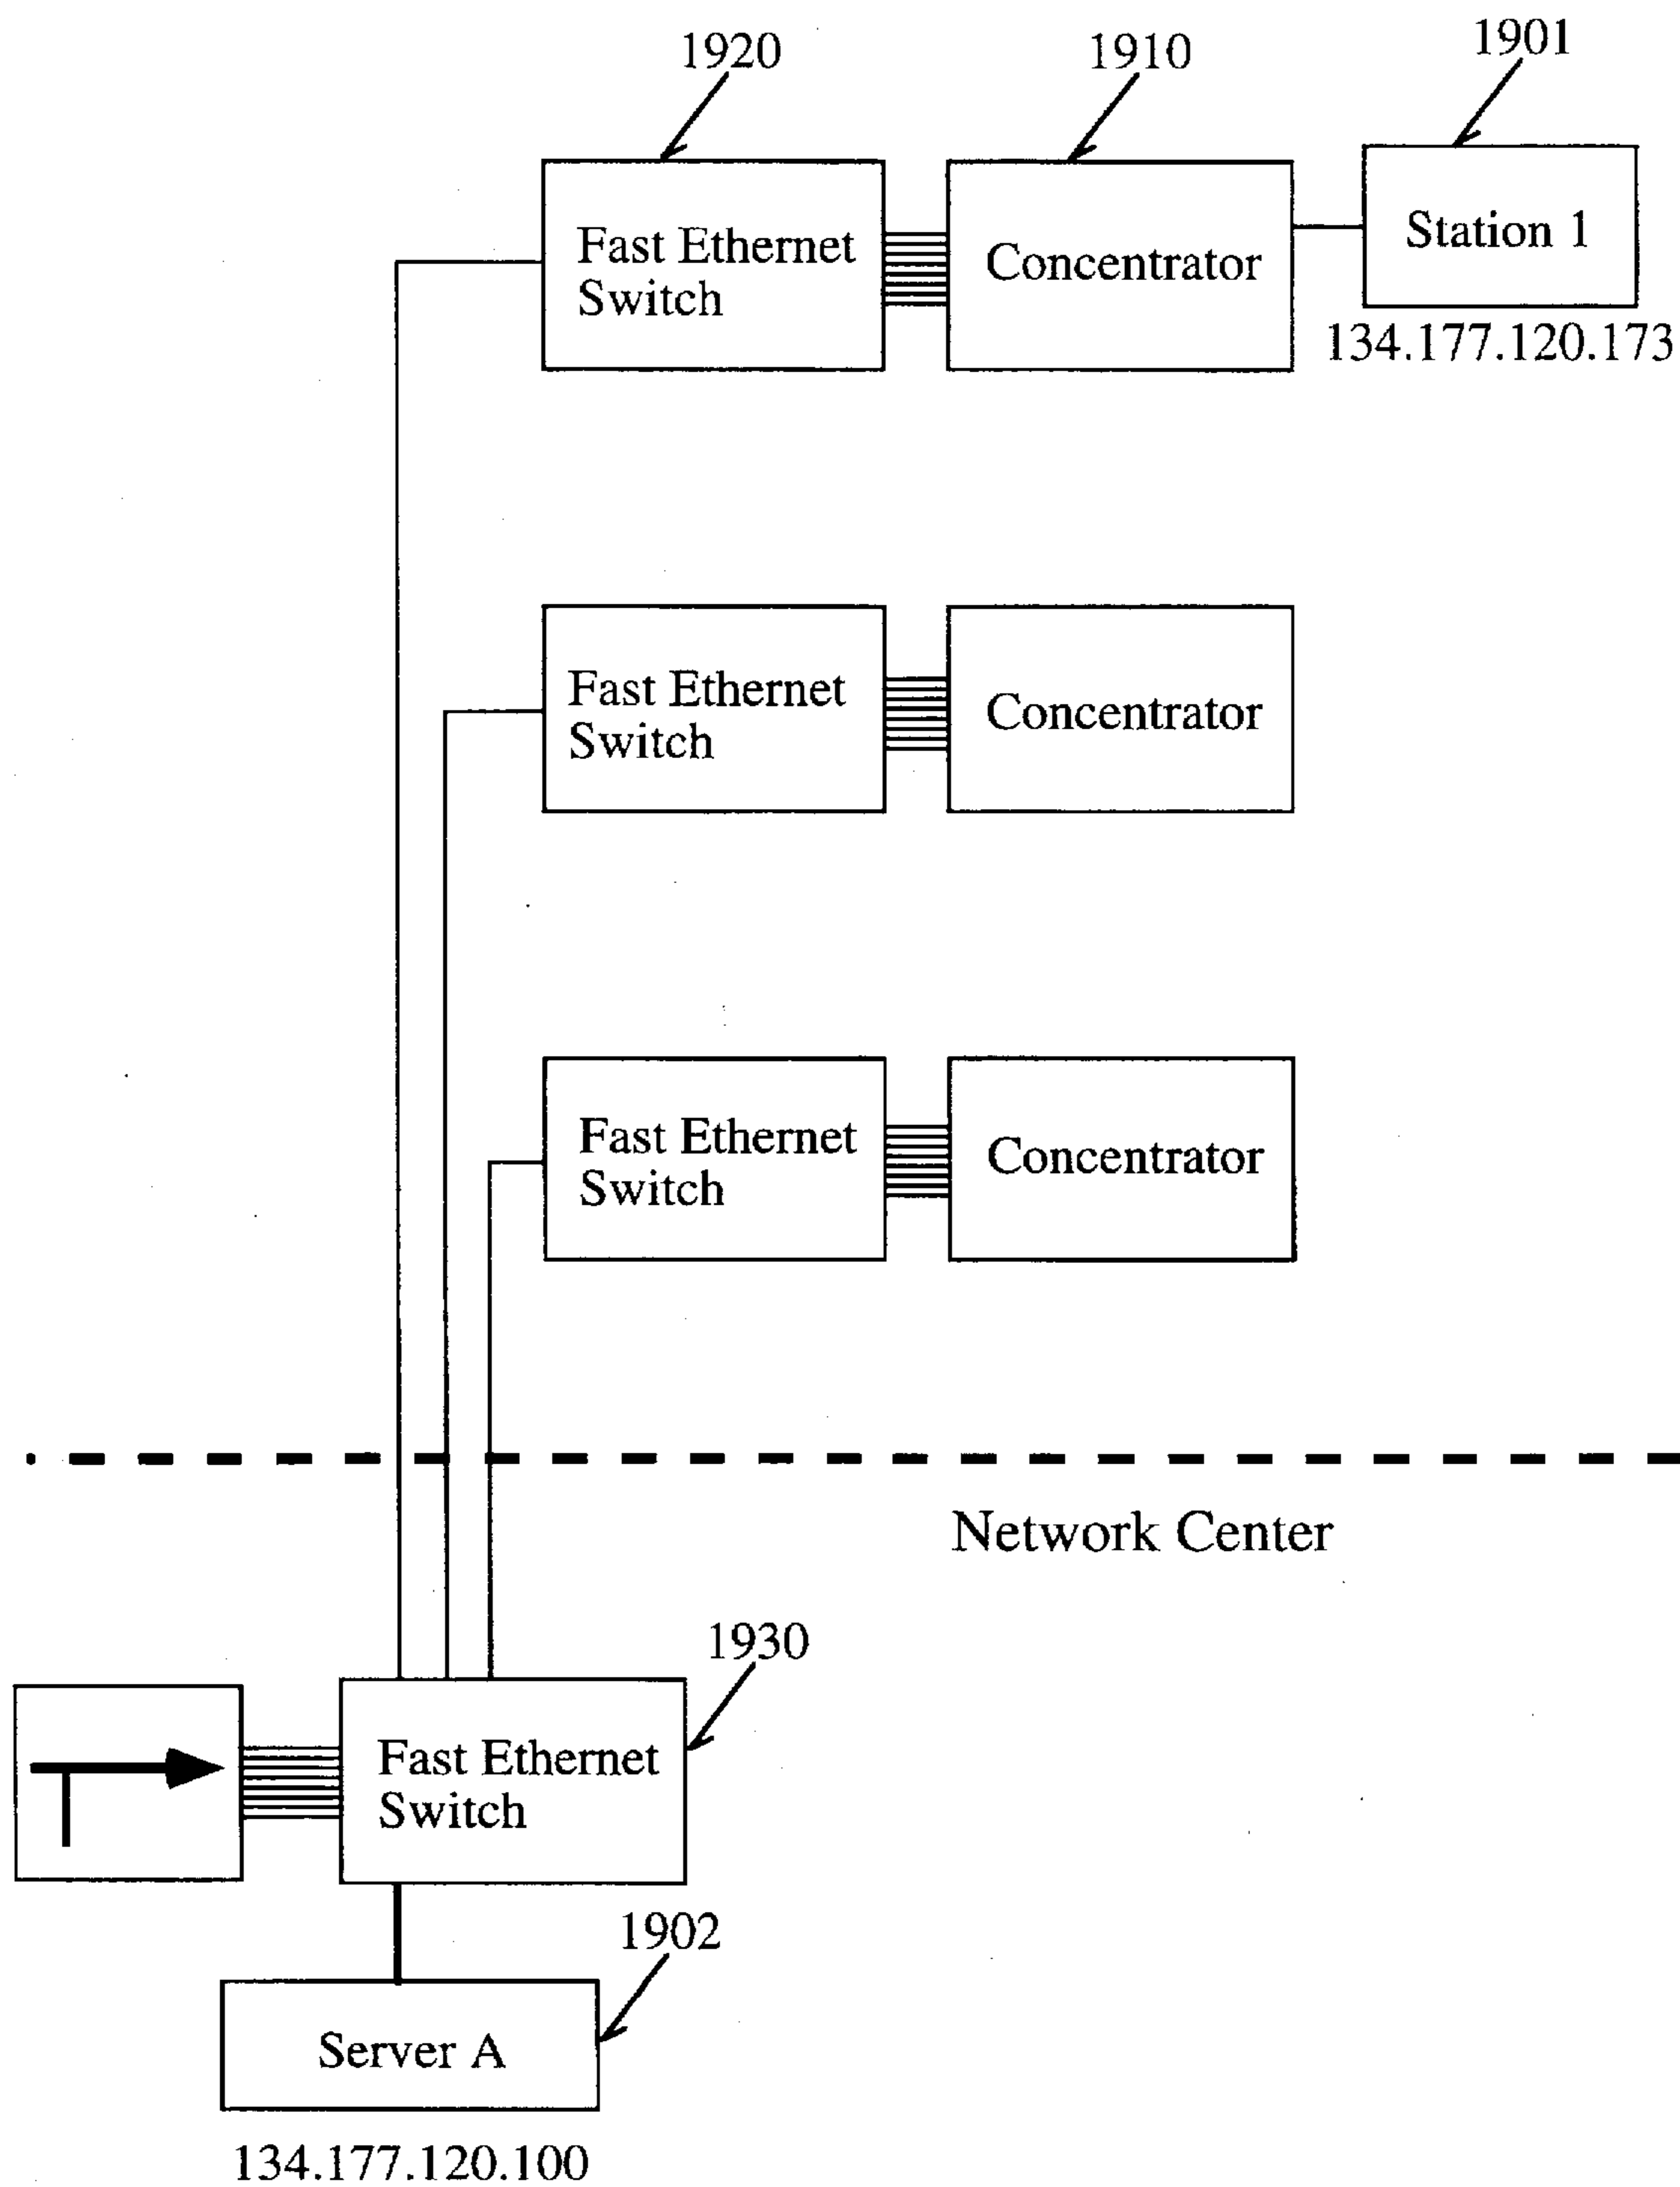 1920
1910
1901
Fast Ethernet
Switch
Concentrator
Station 1
134.177.120.173
Fast Ethernet
Switch
Concentrator
Fast Ethernet
Switch
Concentrator
Network Center
1930
Fast Ethernet
Switch
1902
Server A
134.177.120.100